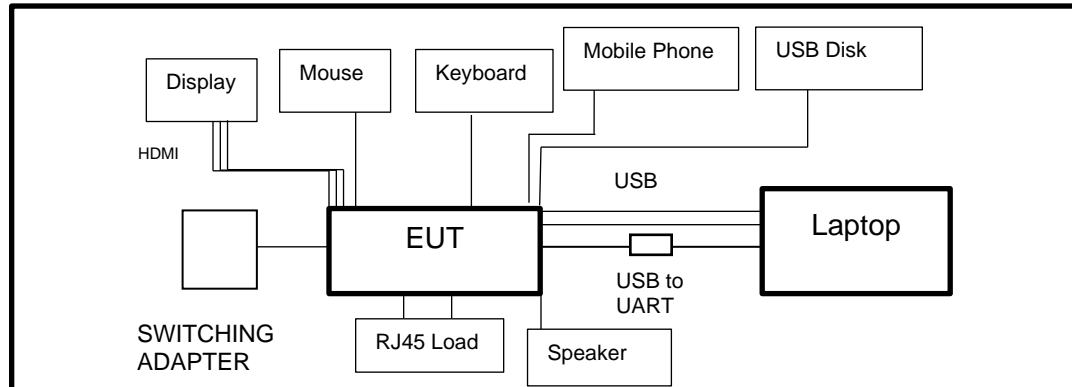 Mobile Phone
USB Disk
Display
Mouse
Keyboard
HDMI
USB
EUT
Laptop
USB to
UART
SWITCHING
ADAPTER
RJ45 Load
Speaker